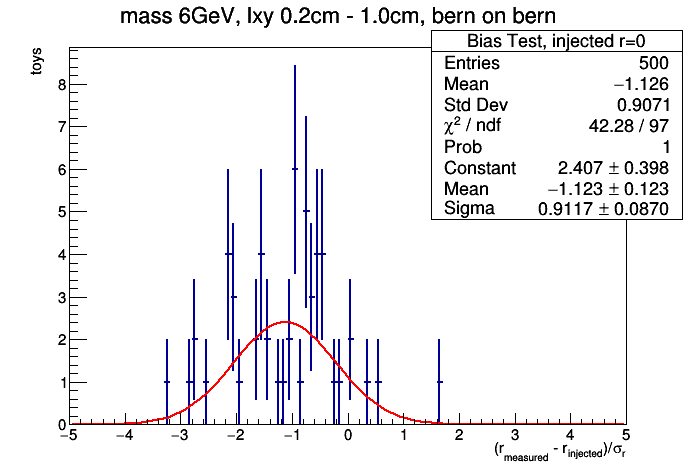 mass 6GeV, lxy 0.2cm - 1.0cm, bern on bern
Bias Test, injected r=0
Entries 500
Mean −1.126
Std Dev 0.9071
χ² / ndf 42.28 / 97
Prob 1
Constant 2.407 ± 0.398
Mean −1.123 ± 0.123
Sigma 0.9117 ± 0.0870
toys
8
7
6
5
4
3
2
1
0
−5 −4 −3 −2 −1 0 1 2 3 4 5
(r_measured - r_injected)/σ_r